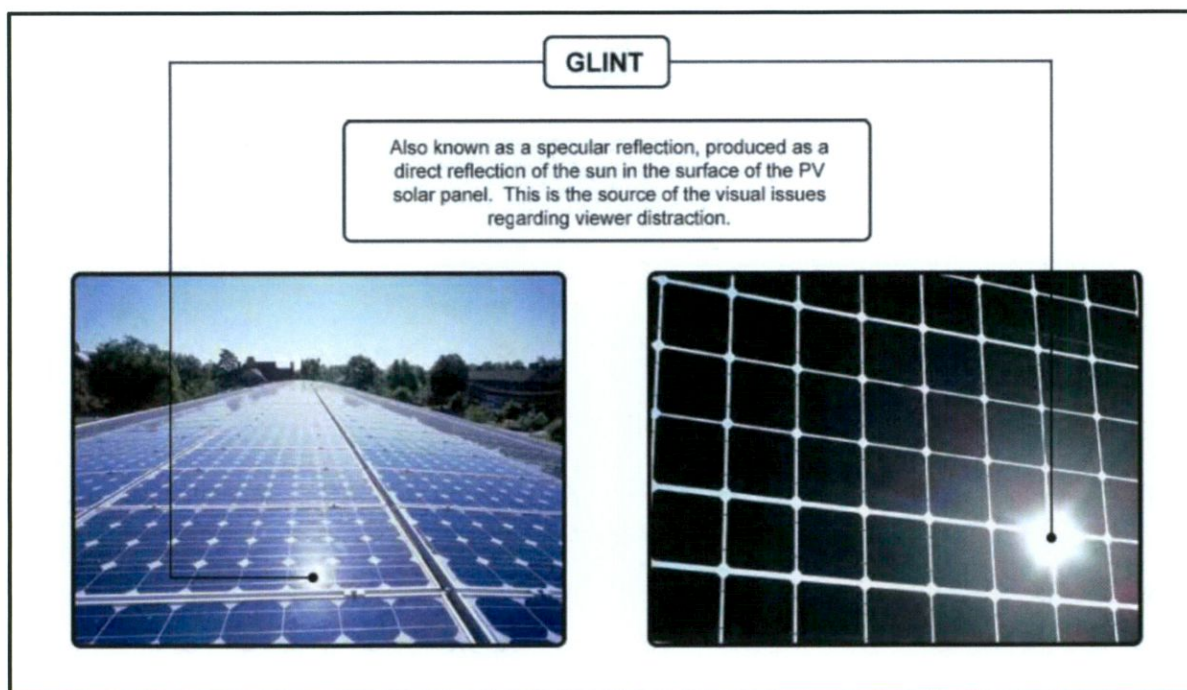 GLINT
Also known as a specular reflection, produced as a
direct reflection of the sun in the surface of the PV
solar panel. This is the source of the visual issues
regarding viewer distraction.